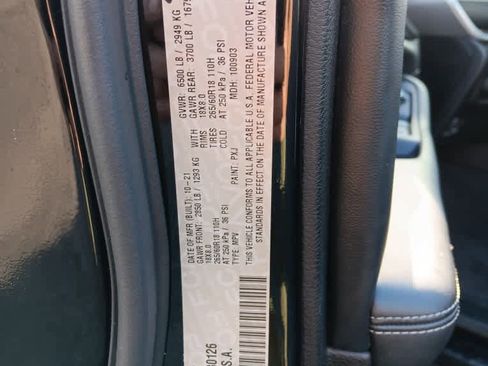 DATE OF MFR (BUILT): 10-21 GVWR: 6500 LB / 2949 KG
GAWR FRONT: 2850 LB / 1293 KG WITH GAWR REAR: 3700 LB
18X8.0 RIMS 18X8.0
265/60R18 110H TIRES 265/60R18 110H
AT 250 kPa / 36 PSI COLD AT 250 kPa / 36 PSI
TYPE: MPV PAINT: PXJ MDH: 100903
THIS VEHICLE CONFORMS TO ALL APPLICABLE U.S.A. FEDERAL MOTOR
STANDARDS IN EFFECT ON THE DATE OF MANUFACTURE SHOWN
0126
S.A.